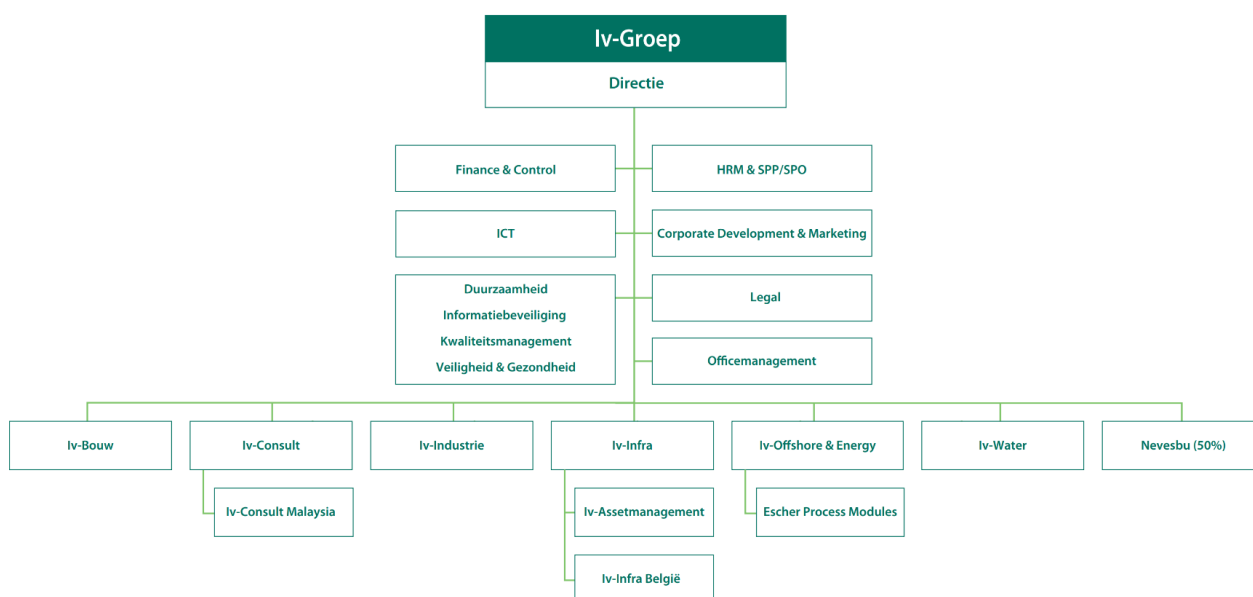 Iv-Groep
Directie
Finance & Control
HRM & SPP/SPO
ICT
Corporate Development & Marketing
Duurzaamheid
Informatiebeveiliging
Kwaliteitsmanagement
Veiligheid & Gezondheid
Legal
Officemanagement
Iv-Bouw
Iv-Consult
Iv-Industrie
Iv-Infra
Iv-Offshore & Energy
Iv-Water
Nevesbu (50%)
Iv-Consult Malaysia
Iv-Assetmanagement
Escher Process Modules
Iv-Infra België